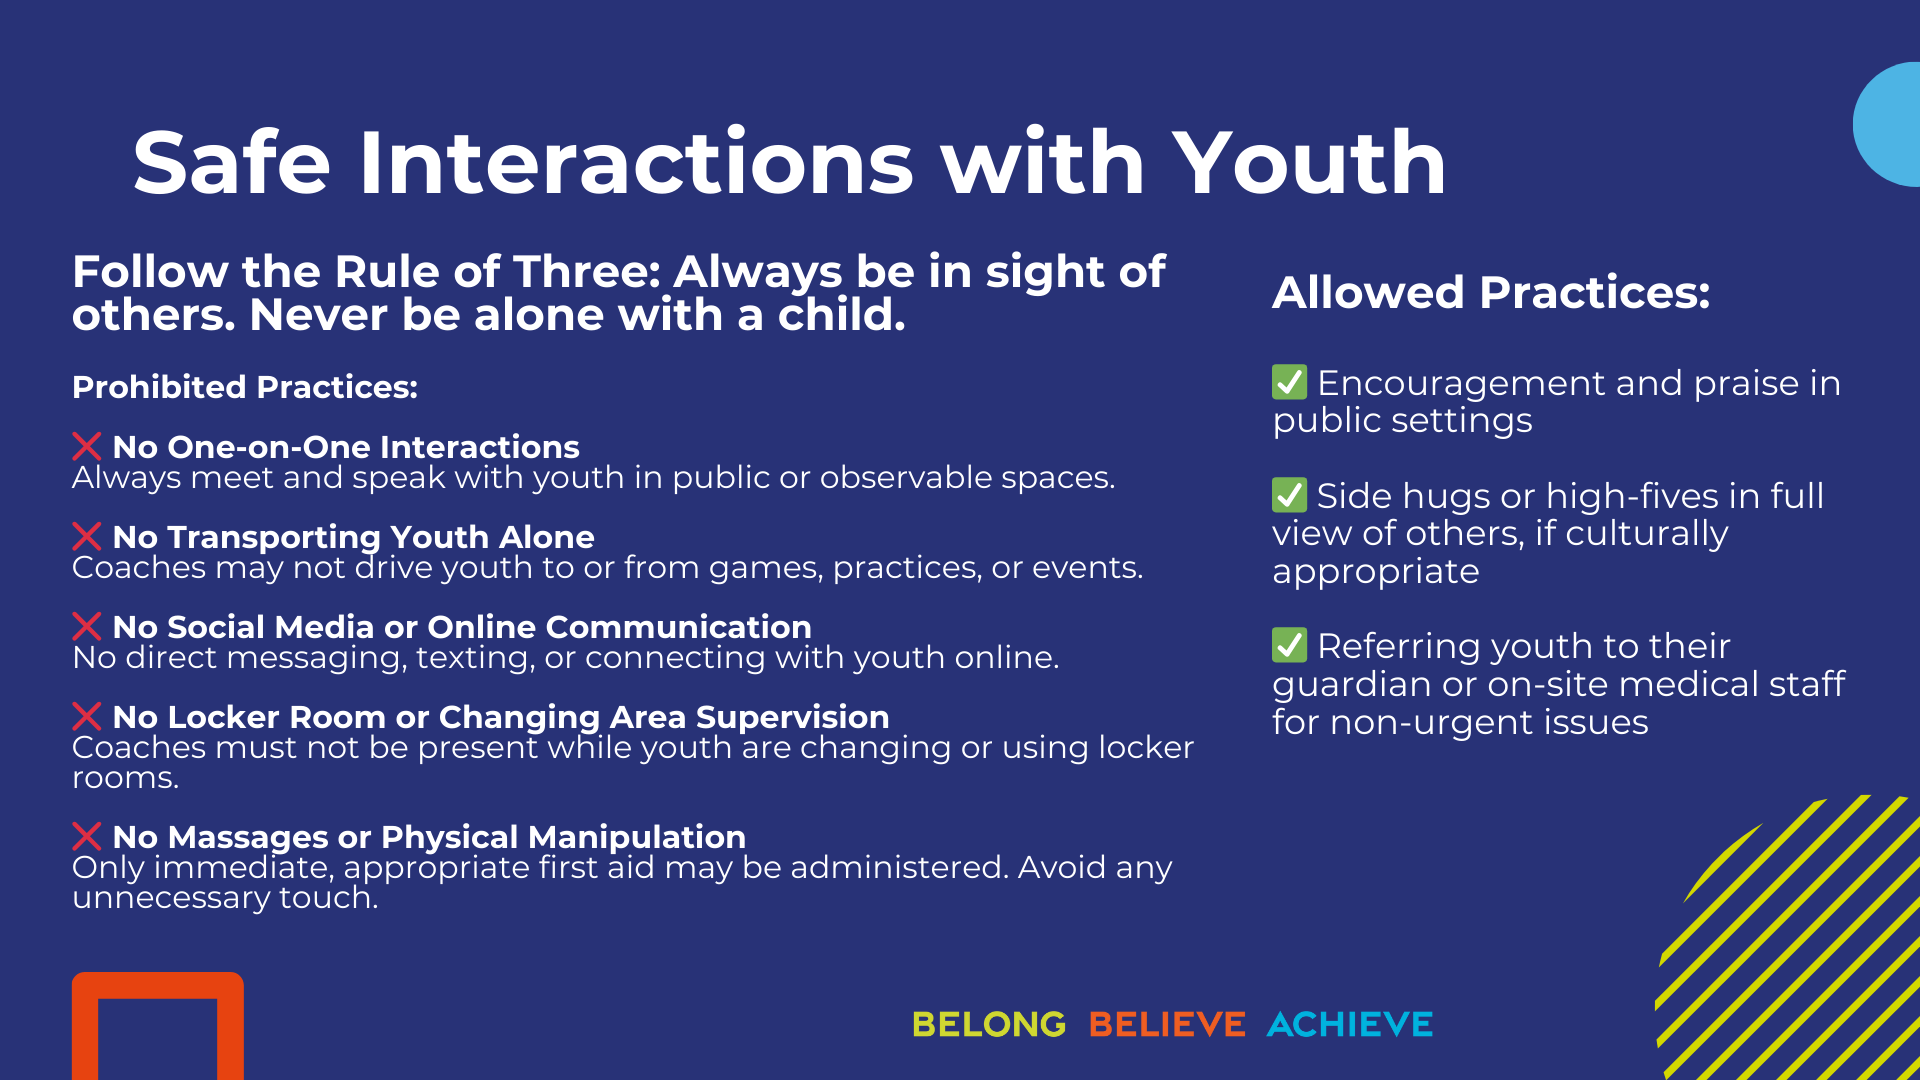 Safe Interactions with Youth
Follow the Rule of Three: Always be in sight of
others. Never be alone with a child.
Prohibited Practices:
❌ No One-on-One Interactions
Always meet and speak with youth in public or observable spaces.
❌ No Transporting Youth Alone
Coaches may not drive youth to or from games, practices, or events.
❌ No Social Media or Online Communication
No direct messaging, texting, or connecting with youth online.
❌ No Locker Room or Changing Area Supervision
Coaches must not be present while youth are changing or using locker
rooms.
❌ No Massages or Physical Manipulation
Only immediate, appropriate first aid may be administered. Avoid any
unnecessary touch.
Allowed Practices:
✅ Encouragement and praise in
public settings
✅ Side hugs or high-fives in full
view of others, if culturally
appropriate
✅ Referring youth to their
guardian or on-site medical staff
for non-urgent issues
BELONG BELIEVE ACHIEVE